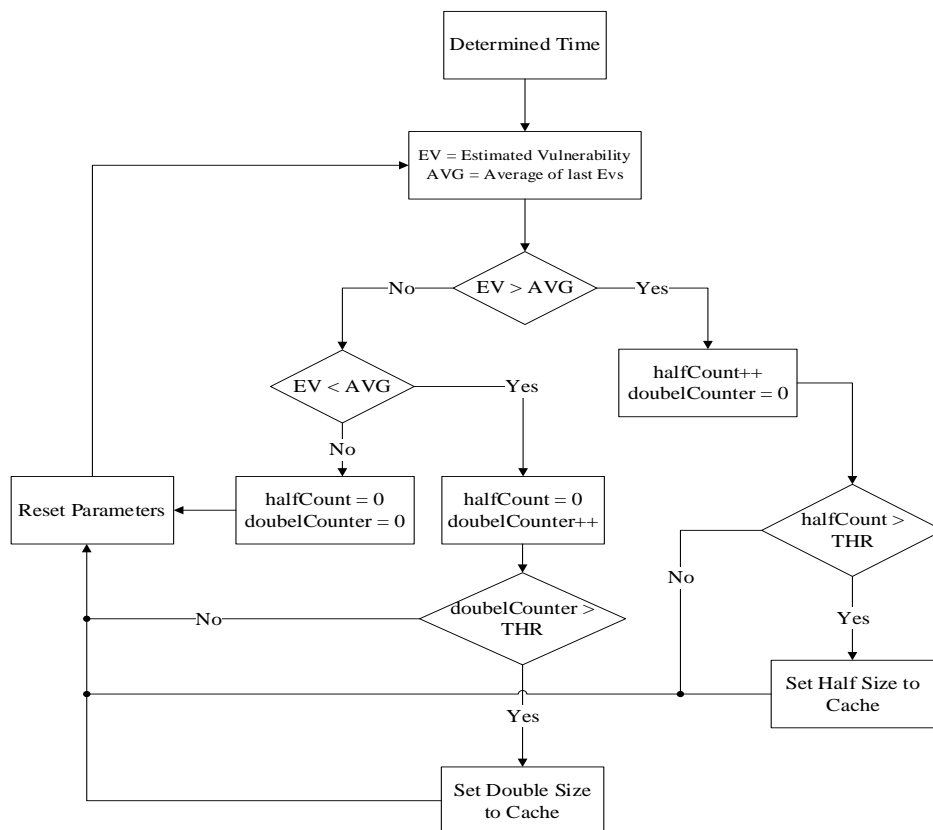 Determined Time
EV = Estimated Vulnerability
AVG = Average of last Evs
EV > AVG
No
Yes
halfCount++
doubelCounter = 0
EV < AVG
Yes
No
Reset Parameters
halfCount = 0
doubelCounter = 0
halfCount = 0
doubelCounter++
halfCount >
THR
No
Yes
doubelCounter >
THR
No
Yes
Set Half Size to
Cache
Set Double Size
to Cache